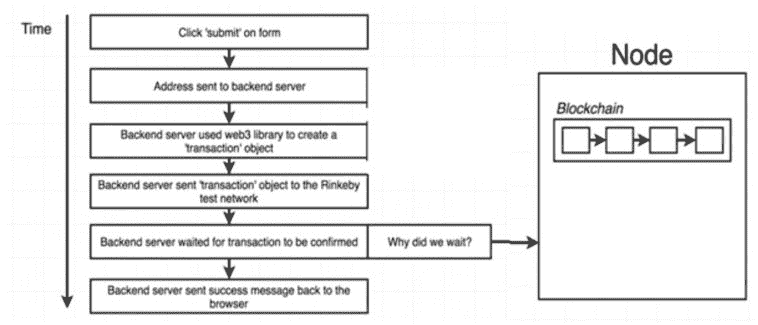 Time
Click 'submit' on form
Address sent to backend server
Backend server used web3 library to create a
'transaction' object
Backend server sent 'transaction' object to the Rinkeby
test network
Backend server waited for transaction to be confirmed
Why did we wait?
Backend server sent success message back to the
browser
Node
Blockchain